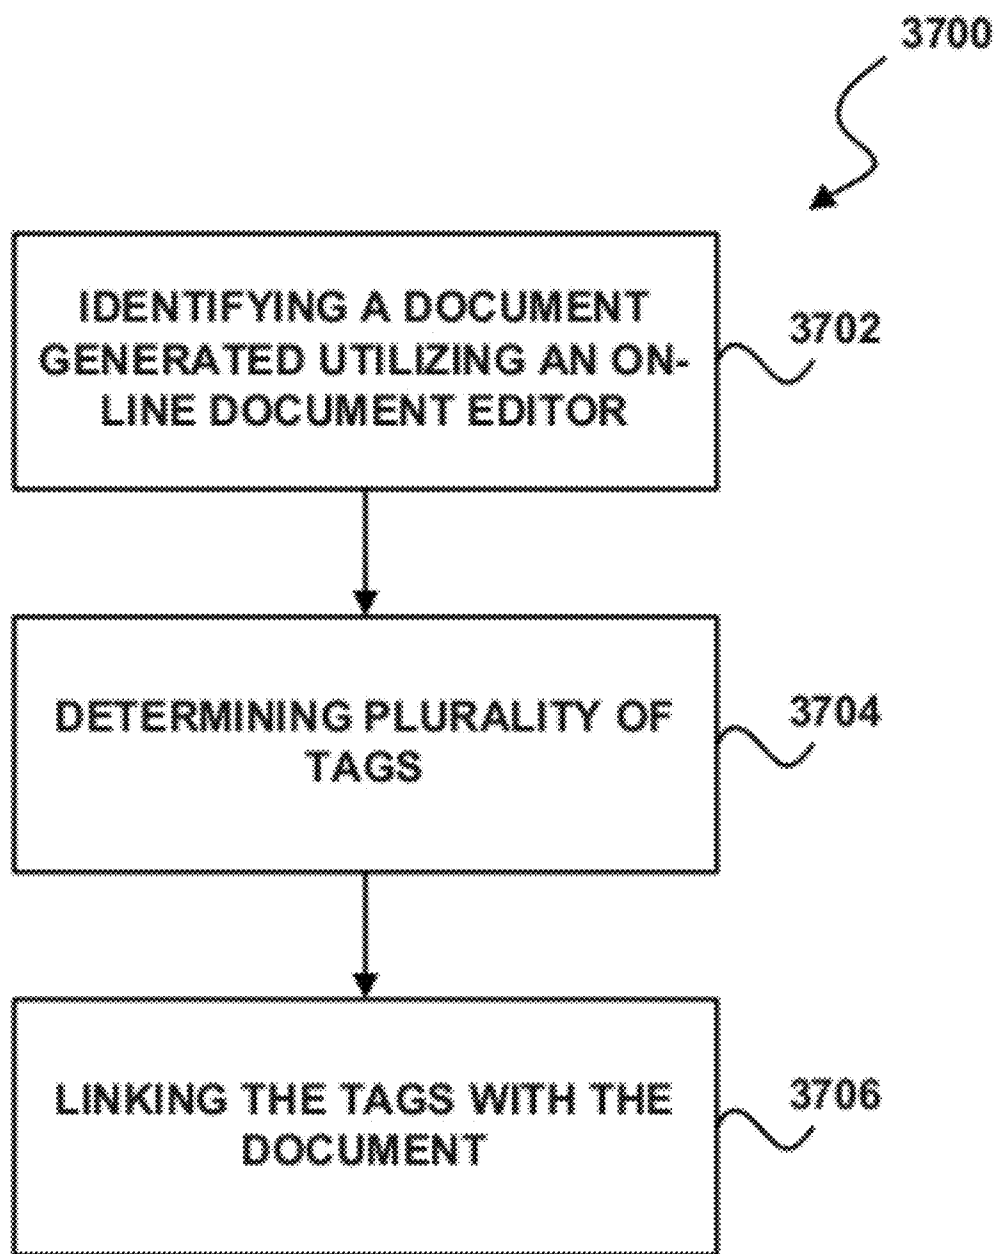 3700
IDENTIFYING A DOCUMENT
GENERATED UTILIZING AN ON-
LINE DOCUMENT EDITOR
3702
DETERMINING PLURALITY OF
TAGS
3704
LINKING THE TAGS WITH THE
DOCUMENT
3706